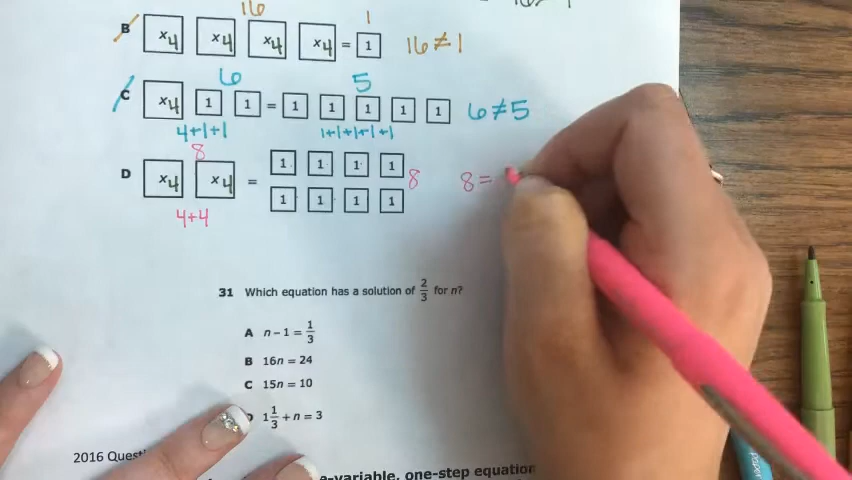 16 1
B x4 x4 x4 x4 = 1 16≠1
6 5
C x4 1 1 = 1 1 1 1 1 6≠5
4+1+1 1+1+1+1+1
8
D x4 x4 = 1 1 1 1 8 8=
1 1 1 1
4+4
31 Which equation has a solution of 2/3 for n?
A n – 1 = 1/3
B 16n = 24
C 15n = 10
1 1/3 + n = 3
2016
e-variable, one-step equation